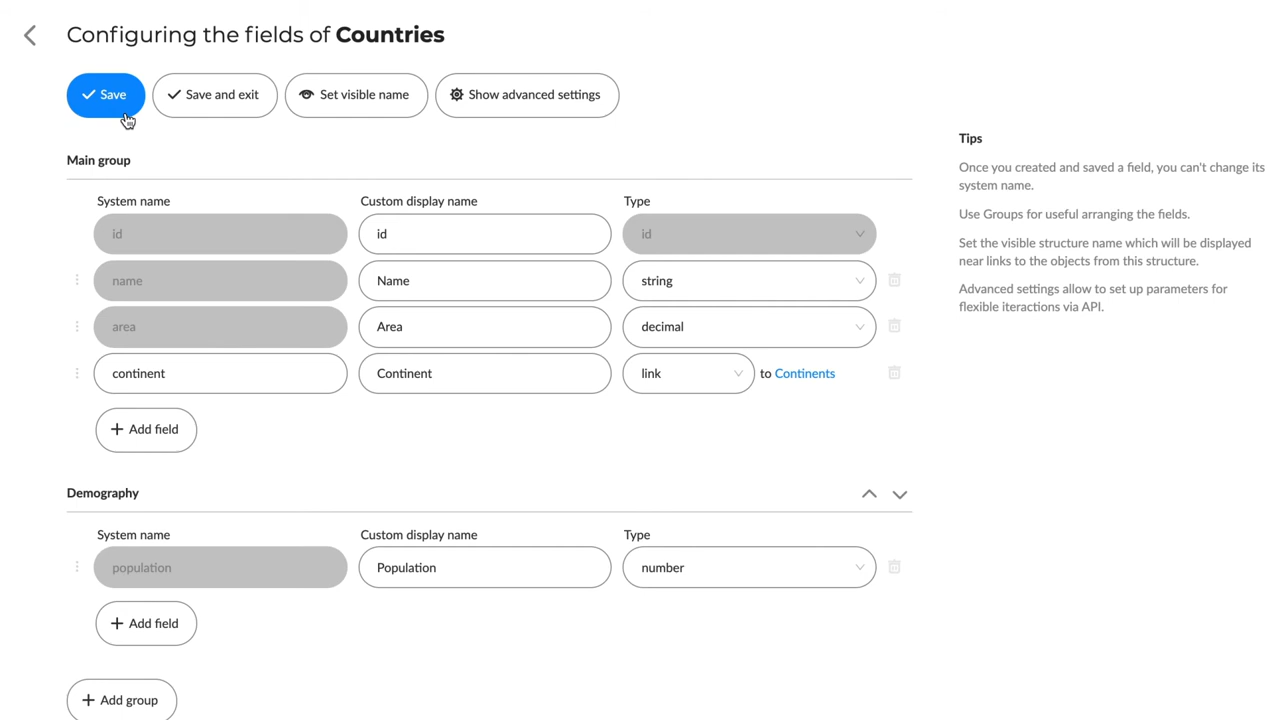 Configuring the fields of Countries
Save
Save and exit
Set visible name
Show advanced settings
Main group
System name Custom display name Type
id id id
name Name string
area Area decimal
continent Continent link to Continents
+ Add field
Demography
System name Custom display name Type
population Population number
+ Add field
+ Add group
Tips
Once you created and saved a field, you can't change its
system name.
Use Groups for useful arranging the fields.
Set the visible structure name which will be displayed
near links to the objects from this structure.
Advanced settings allow to set up parameters for
flexible iteractions via API.